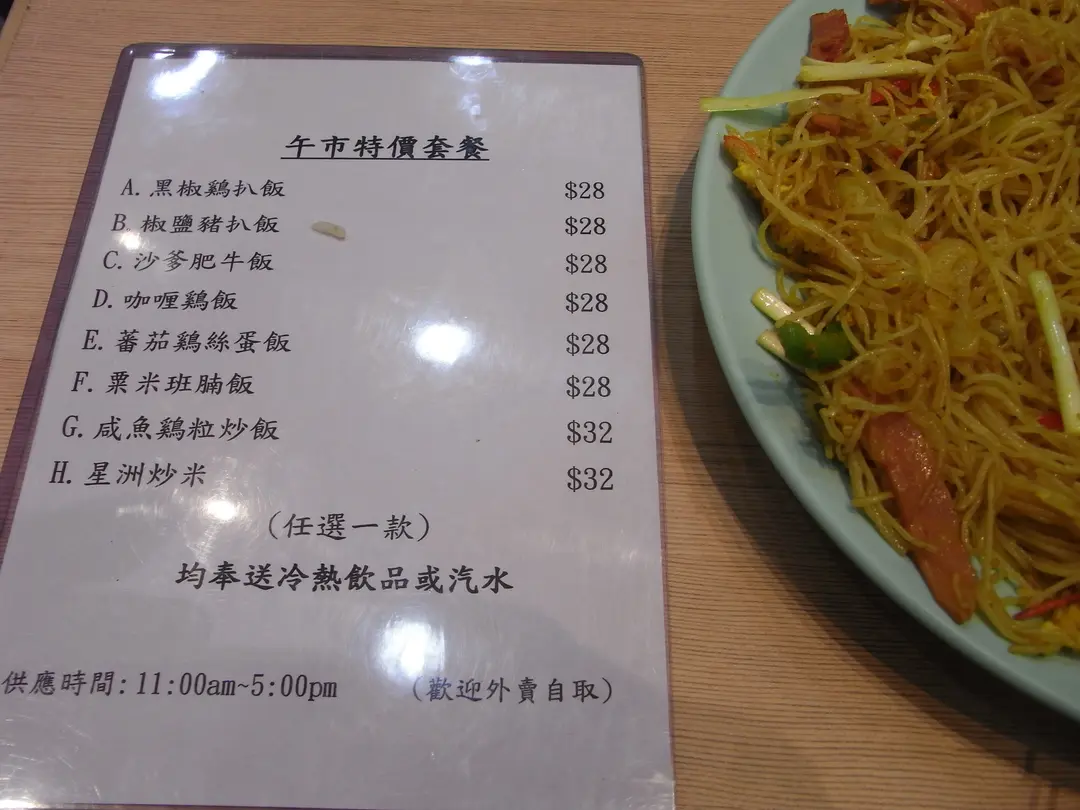 午市特價套餐
A. 黑椒鷄扒飯 $28
B. 椒鹽豬扒飯 $28
C. 沙爹肥牛飯 $28
D. 咖喱鷄飯 $28
E. 蕃茄鷄絲蛋飯 $28
F. 粟米班腩飯 $28
G. 咸魚鷄粒炒飯 $32
H. 星洲炒米 $32
(任選一款)
均奉送冷熱飲品或汽水
供應時間: 11:00am~5:00pm (歡迎外賣自取)